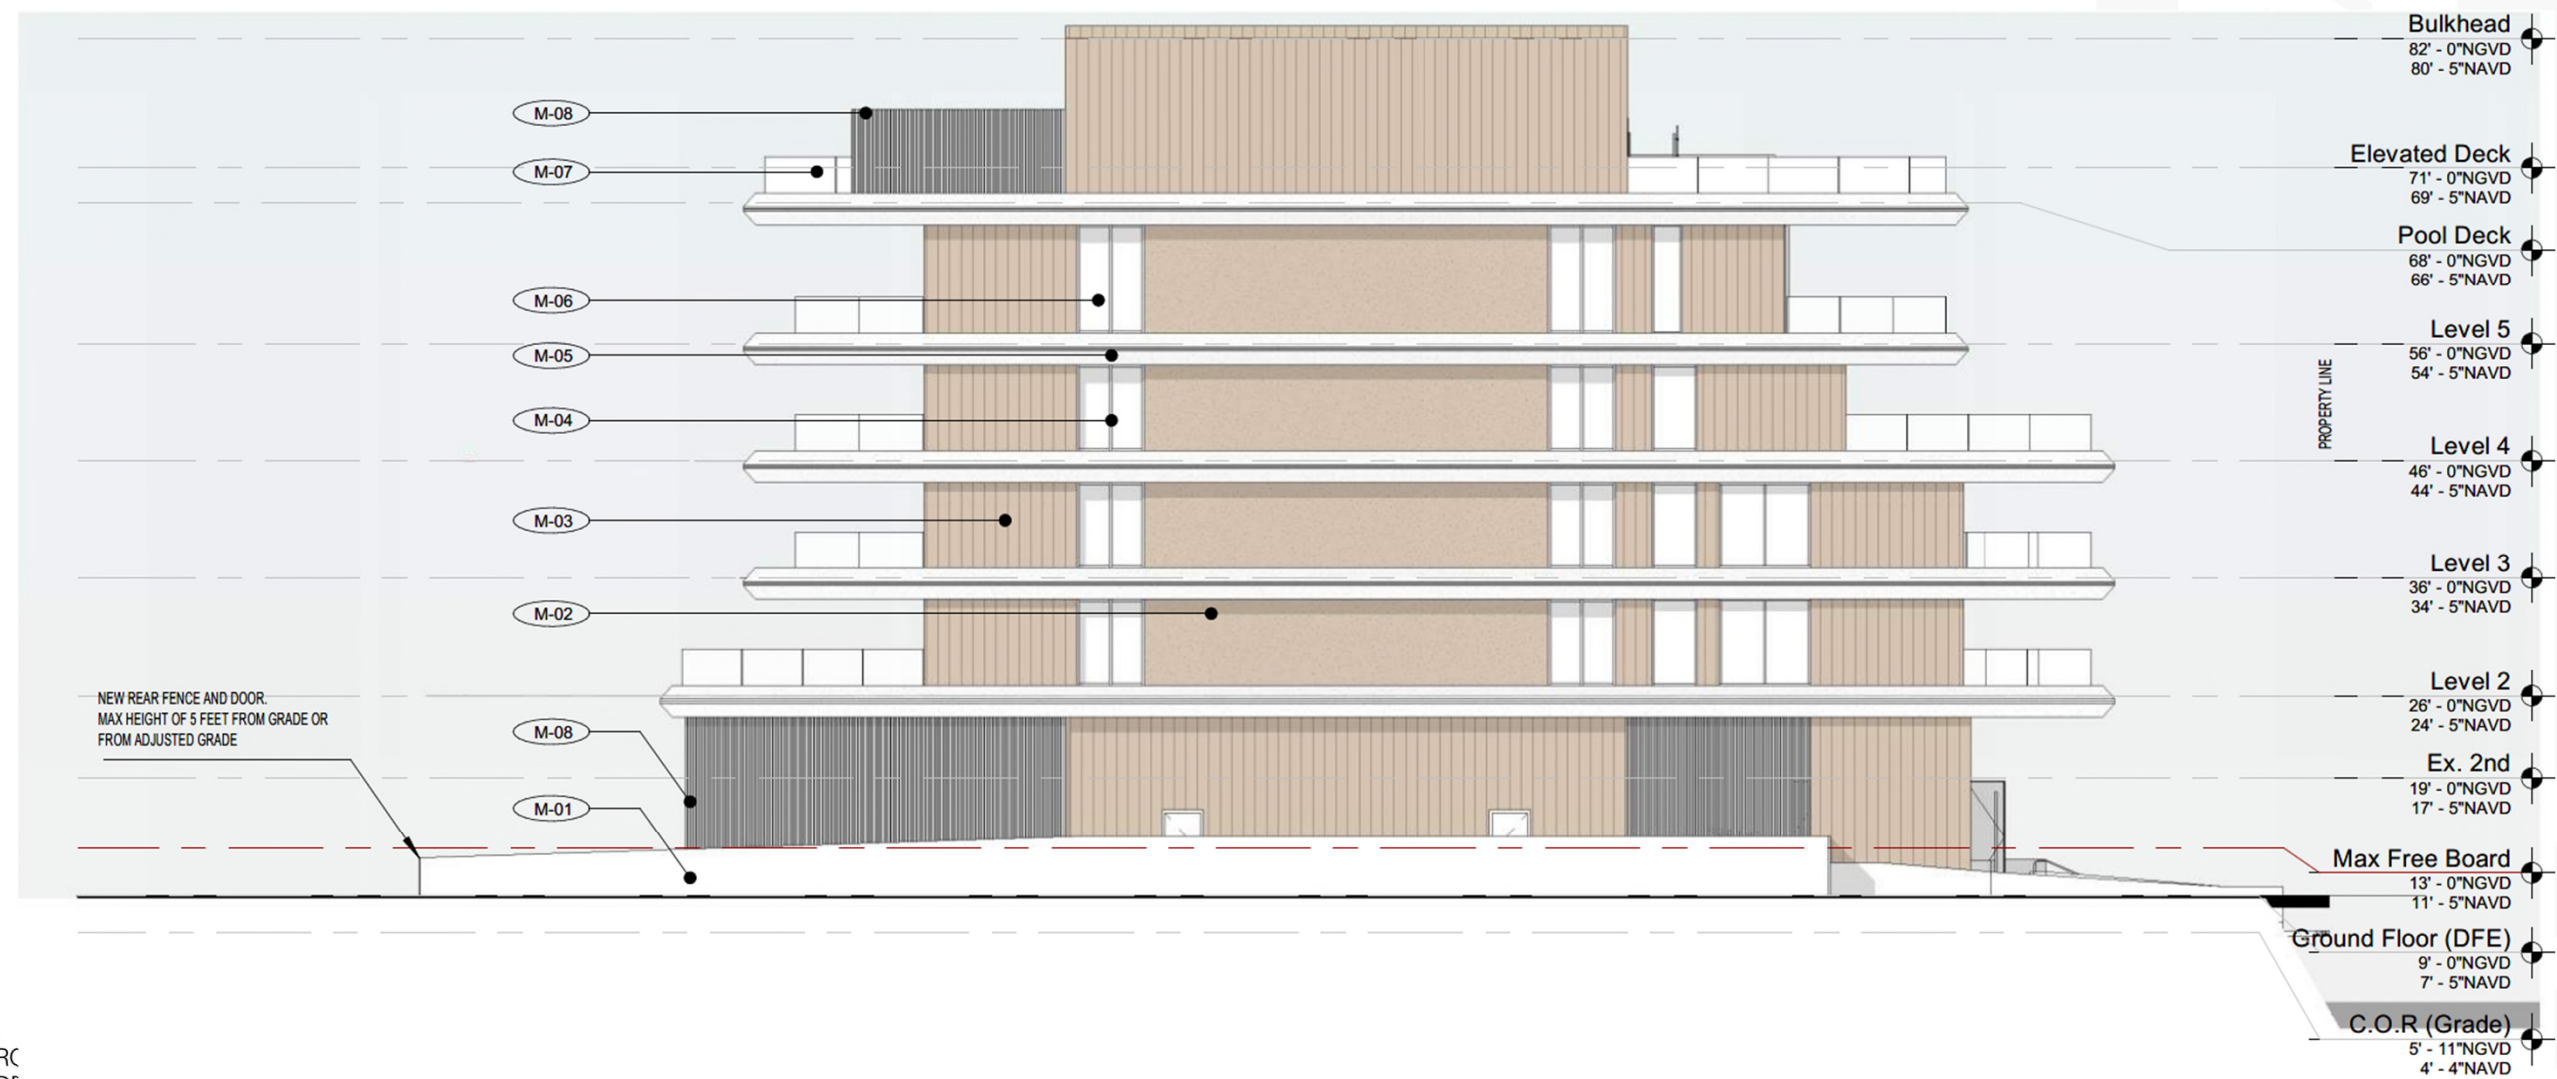 Bulkhead
82' - 0"NGVD
80' - 5"NAVD
M-08
M-07
Elevated Deck
71' - 0"NGVD
69' - 5"NAVD
Pool Deck
68' - 0"NGVD
66' - 5"NAVD
M-06
Level 5
56' - 0"NGVD
54' - 5"NAVD
M-05
PROPERTY LINE
M-04
Level 4
46' - 0"NGVD
44' - 5"NAVD
M-03
Level 3
36' - 0"NGVD
34' - 5"NAVD
M-02
Level 2
26' - 0"NGVD
24' - 5"NAVD
NEW REAR FENCE AND DOOR.
MAX HEIGHT OF 5 FEET FROM GRADE OR
FROM ADJUSTED GRADE
M-08
Ex. 2nd
19' - 0"NGVD
17' - 5"NAVD
M-01
Max Free Board
13' - 0"NGVD
11' - 5"NAVD
Ground Floor (DFE)
9' - 0"NGVD
7' - 5"NAVD
C.O.R (Grade)
5' - 11"NGVD
4' - 4"NAVD